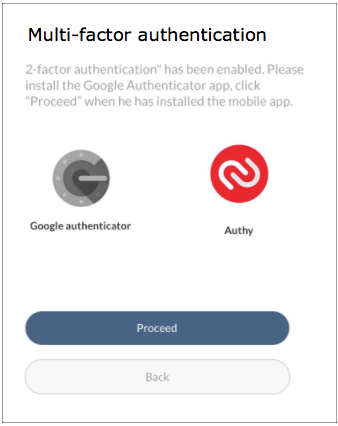 Multi-factor authentication
2-factor authentication" has been enabled. Please
install the Google Authenticator app, click
“Proceed” when he has installed the mobile app.
Google authenticator
Authy
Proceed
Back